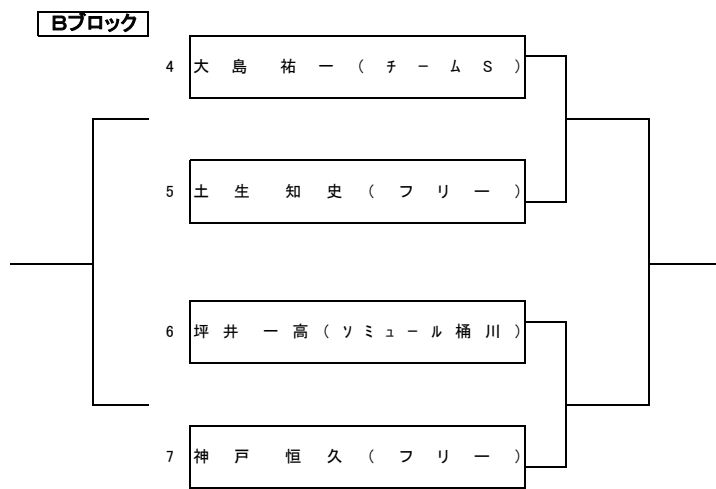 Bブロック
4 大島 祐一(チームS)
5 土生 知史(フリー)
6 坪井 一高(ソミュール桶川)
7 神戸 恒久(フリー)